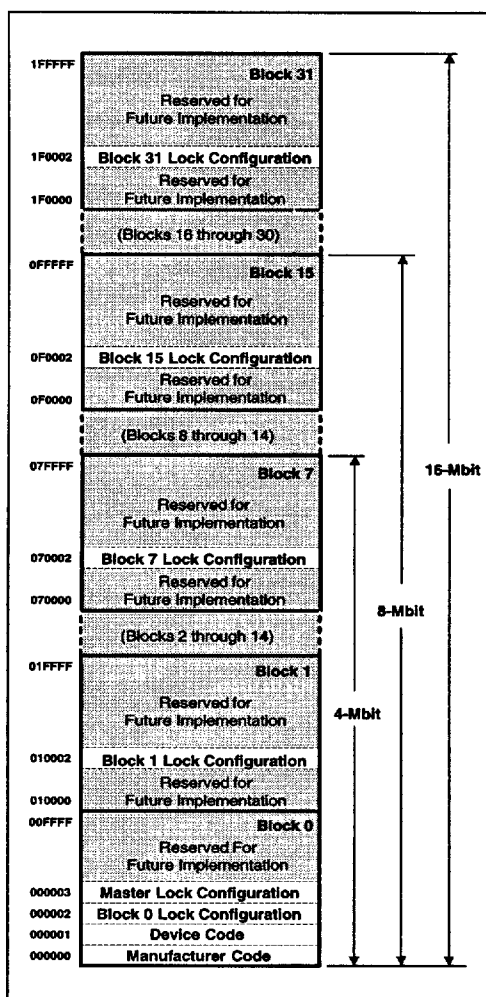 1FFFFF
Block 31
Reserved for
Future Implementation
1F0002
Block 31 Lock Configuration
Reserved for
1F0000
Future Implementation
(Blocks 16 through 30)
0FFFFF
Block 15
Reserved for
Future Implementation
0F0002
Block 15 Lock Configuration
Reserved for
0F0000
Future Implementation
(Blocks 8 through 14)
07FFFF
Block 7
16-Mbit
Reserved for
Future Implementation
070002
Block 7 Lock Configuration
Reserved for
070000
Future Implementation
8-Mbit
(Blocks 2 through 14)
01FFFF
Block 1
Reserved for
4-Mbit
Future Implementation
010002
Block 1 Lock Configuration
Reserved for
010000
Future Implementation
00FFFF
Block 0
Reserved For
Future Implementation
000003
Master Lock Configuration
000002
Block 0 Lock Configuration
000001
Device Code
000000
Manufacturer Code